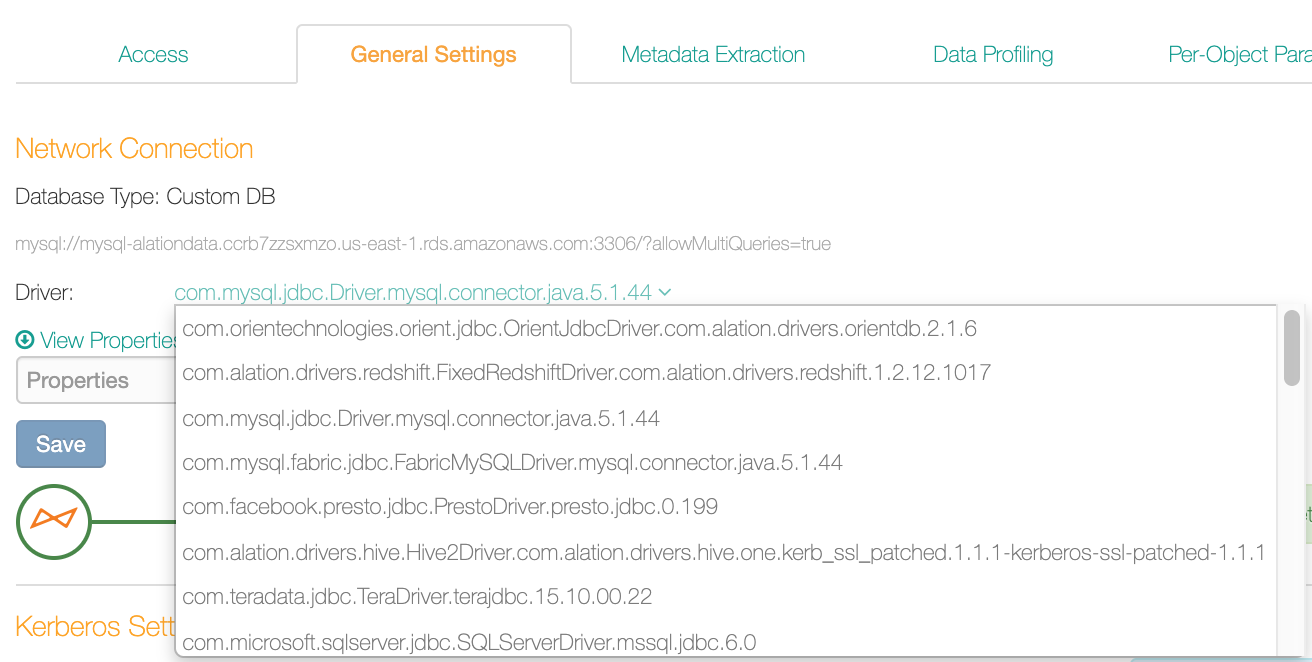 Access General Settings Metadata Extraction Data Profiling Per-Object Para
Network Connection
Database Type: Custom DB
mysql://mysql-alationdata.ccrb7zzsxmzo.us-east-1.rds.amazonaws.com:3306/?allowMultiQueries=true
Driver: com.mysql.jdbc.Driver.mysql.connector.java.5.1.44
com.orientechnologies.orient.jdbc.OrientJdbcDriver.com.alation.drivers.orientdb.2.1.6
View Properties
com.alation.drivers.redshift.FixedRedshiftDriver.com.alation.drivers.redshift.1.2.12.1017
Properties
com.mysql.jdbc.Driver.mysql.connector.java.5.1.44
Save
com.mysql.fabric.jdbc.FabricMySQLDriver.mysql.connector.java.5.1.44
com.facebook.presto.jdbc.PrestoDriver.presto.jdbc.0.199
com.alation.drivers.hive.Hive2Driver.com.alation.drivers.hive.one.kerb_ssl_patched.1.1.1-kerberos-ssl-patched-1.1.1
com.teradata.jdbc.TeraDriver.terajdbc.15.10.00.22
Kerberos Sett
com.microsoft.sqlserver.jdbc.SQLServerDriver.mssql.jdbc.6.0